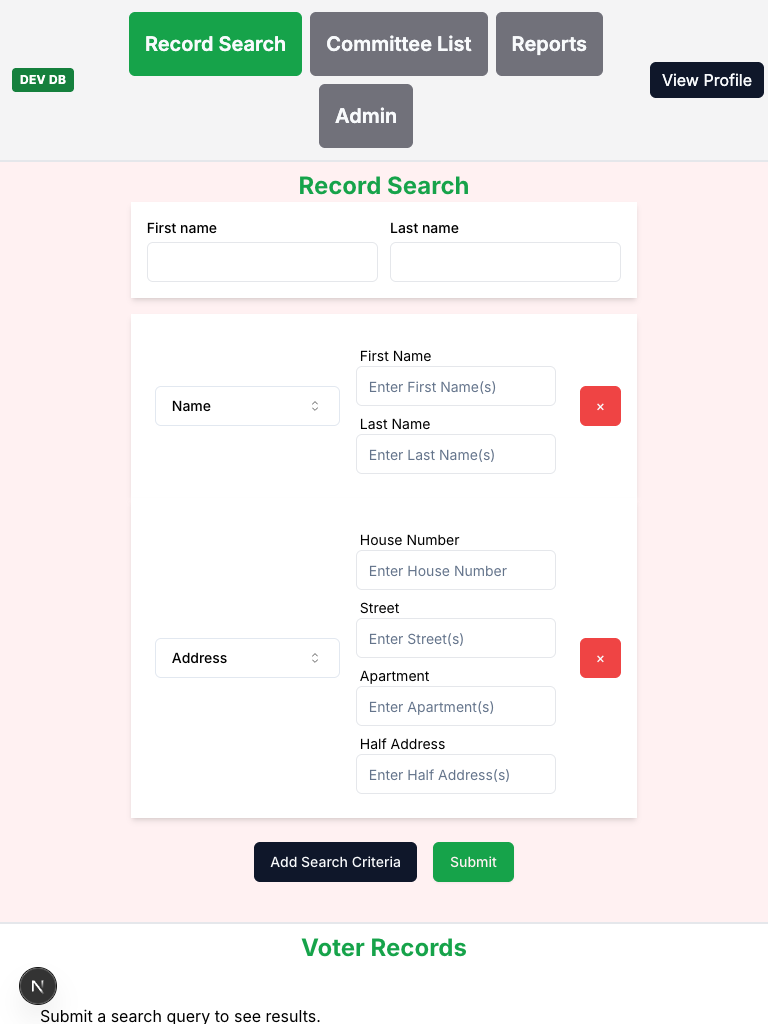 Record Search
Committee List
Reports
DEV DB
View Profile
Admin
Record Search
First name
Last name
First Name
Name
Enter First Name(s)
×
Last Name
Enter Last Name(s)
House Number
Enter House Number
Street
Address
Enter Street(s)
×
Apartment
Enter Apartment(s)
Half Address
Enter Half Address(s)
Add Search Criteria
Submit
Voter Records
N
Submit a search query to see results.